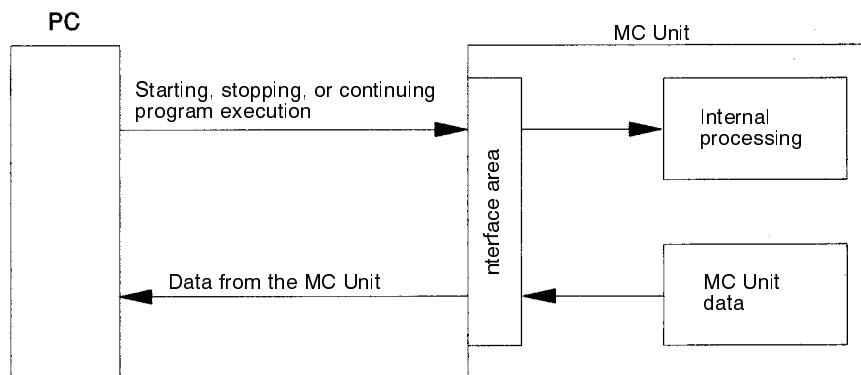 PC
MC Unit
Starting, stopping, or continuing
program execution
Internal
processing
nterface area
Data from the MC Unit
MC Unit
data